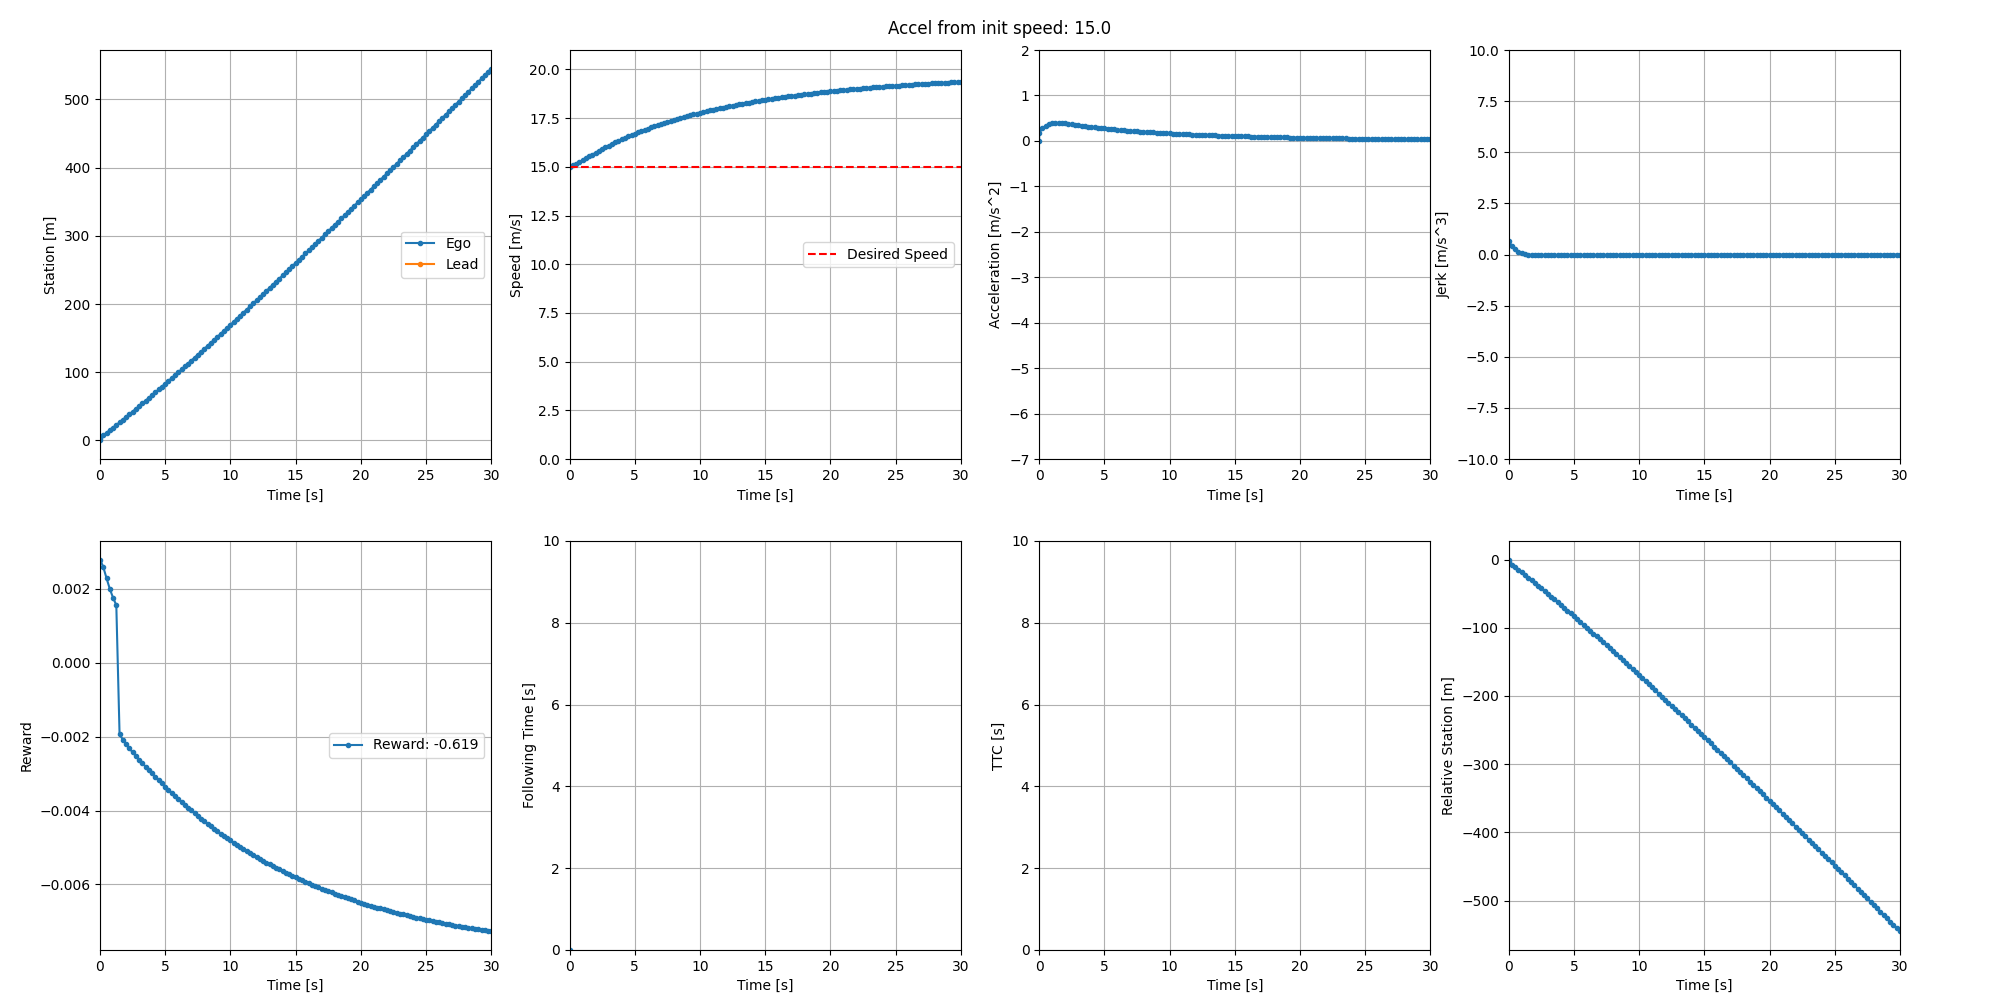 Accel from init speed: 15.0
Station [m]
500
400
300
200
100
0
Ego
Lead
0 5 10 15 20 25 30
Time [s]
Speed [m/s]
20.0
17.5
15.0
12.5
10.0
7.5
5.0
2.5
0.0
Desired Speed
0 5 10 15 20 25 30
Time [s]
Acceleration [m/s^2]
2
1
0
−1
−2
−3
−4
−5
−6
−7
0 5 10 15 20 25 30
Time [s]
Jerk [m/s^3]
10.0
7.5
5.0
2.5
0.0
−2.5
−5.0
−7.5
−10.0
0 5 10 15 20 25 30
Time [s]
Reward
0.002
0.000
−0.002
−0.004
−0.006
Reward: -0.619
0 5 10 15 20 25 30
Time [s]
Following Time [s]
10
8
6
4
2
0
0 5 10 15 20 25 30
Time [s]
TTC [s]
10
8
6
4
2
0
0 5 10 15 20 25 30
Time [s]
Relative Station [m]
0
−100
−200
−300
−400
−500
0 5 10 15 20 25 30
Time [s]